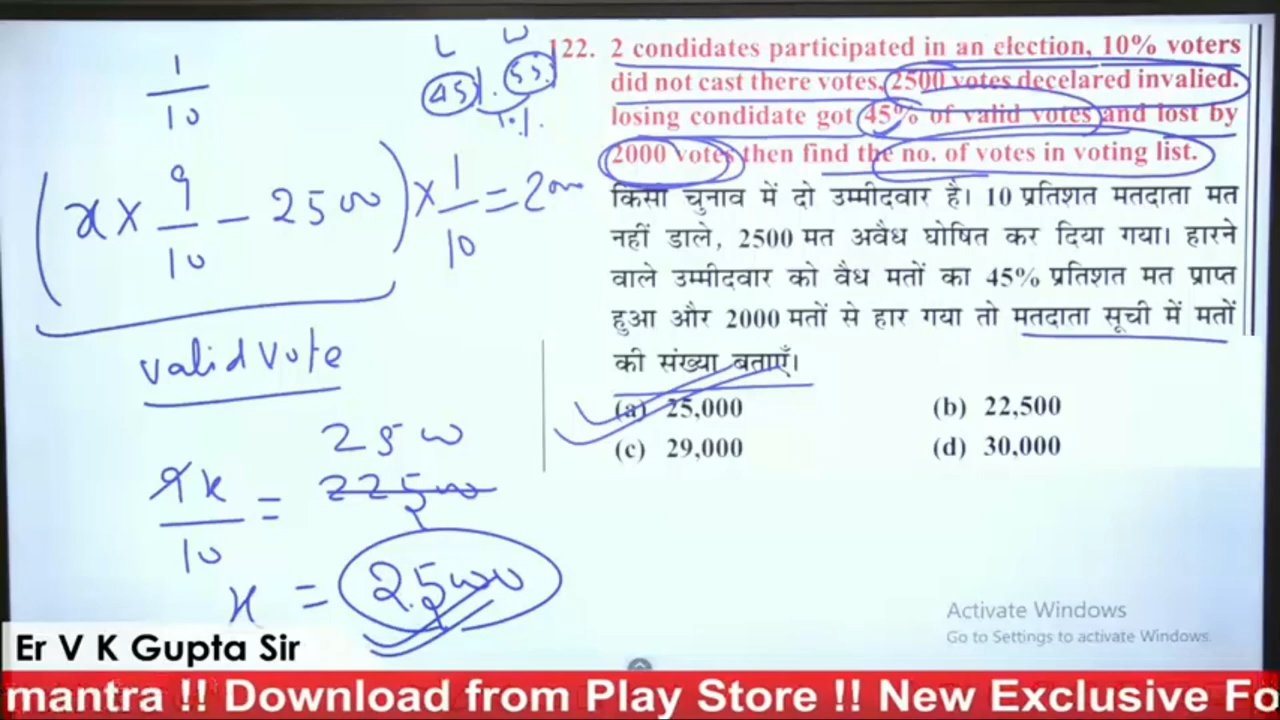 1
10
L W
45%. 55%.
10%.
(x × 9/10 - 2500) × 1/10 = 2000
valid vote
2500
9x/10 = 22500
x = 25000
122. 2 candidates participated in an election, 10% voters
did not cast there votes, 2500 votes decelared invalied.
losing candidate got 45% of valid votes and lost by
2000 votes then find the no. of votes in voting list.
किसी चुनाव में दो उम्मीदवार है। 10 प्रतिशत मतदाता मत
नहीं डाले, 2500 मत अवैध घोषित कर दिया गया। हारने
वाले उम्मीदवार को वैध मतों का 45% प्रतिशत मत प्राप्त
हुआ और 2000 मतों से हार गया तो मतदाता सूची में मतों
की संख्या बताएँ।
(a) 25,000 (b) 22,500
(c) 29,000 (d) 30,000
Activate Windows
Go to Settings to activate Windows.
Er V K Gupta Sir
mantra !! Download from Play Store !! New Exclusive Fo